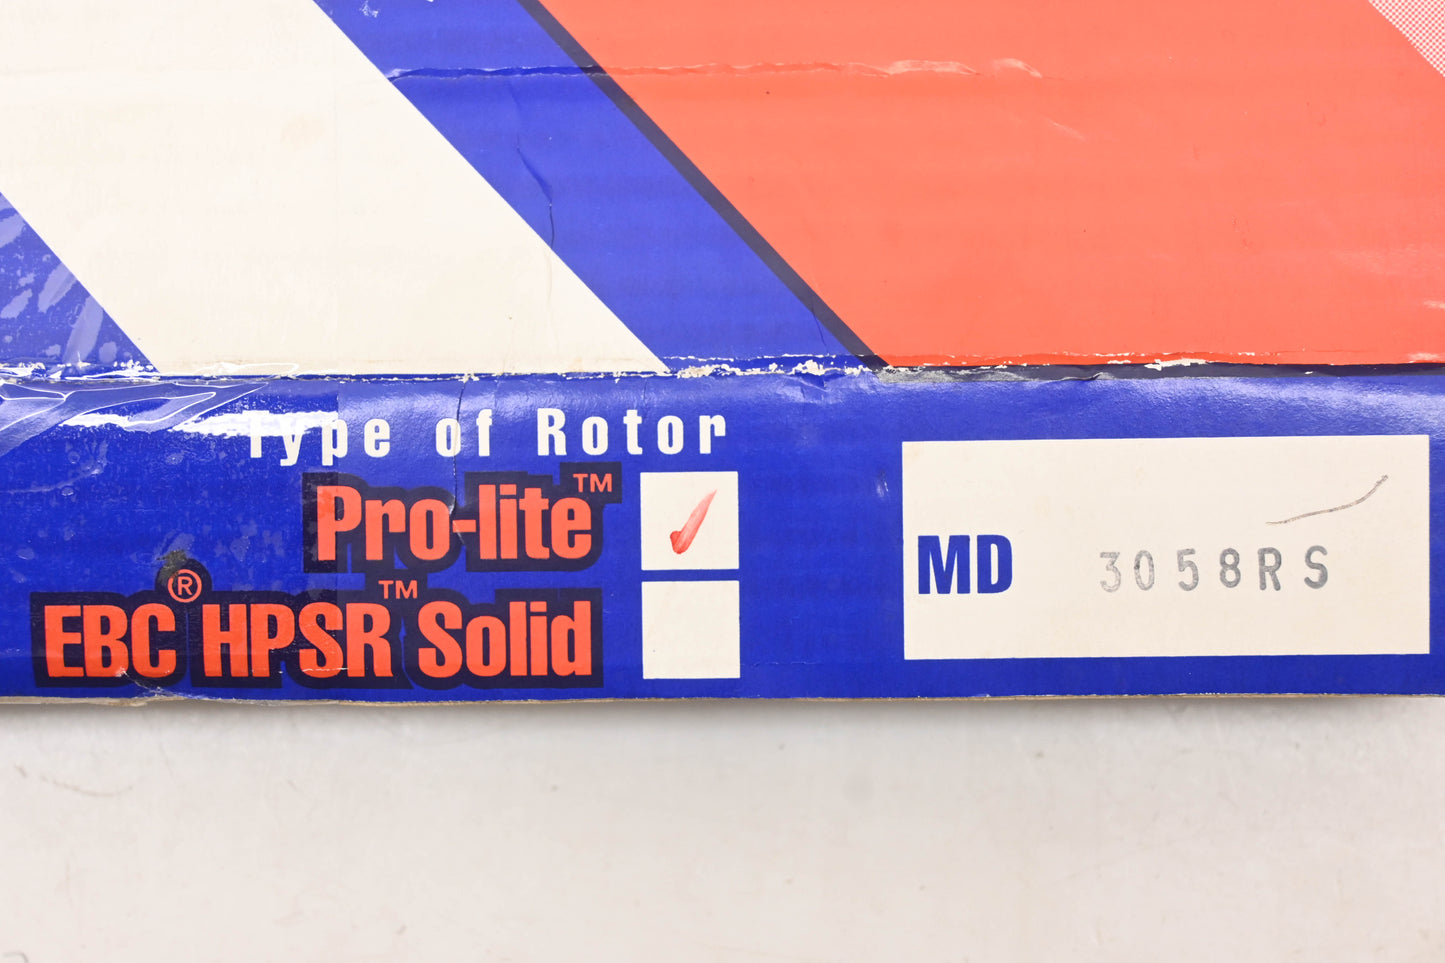 Type of Rotor
Pro-lite™
EBC® HPSR™ Solid
MD 3058RS